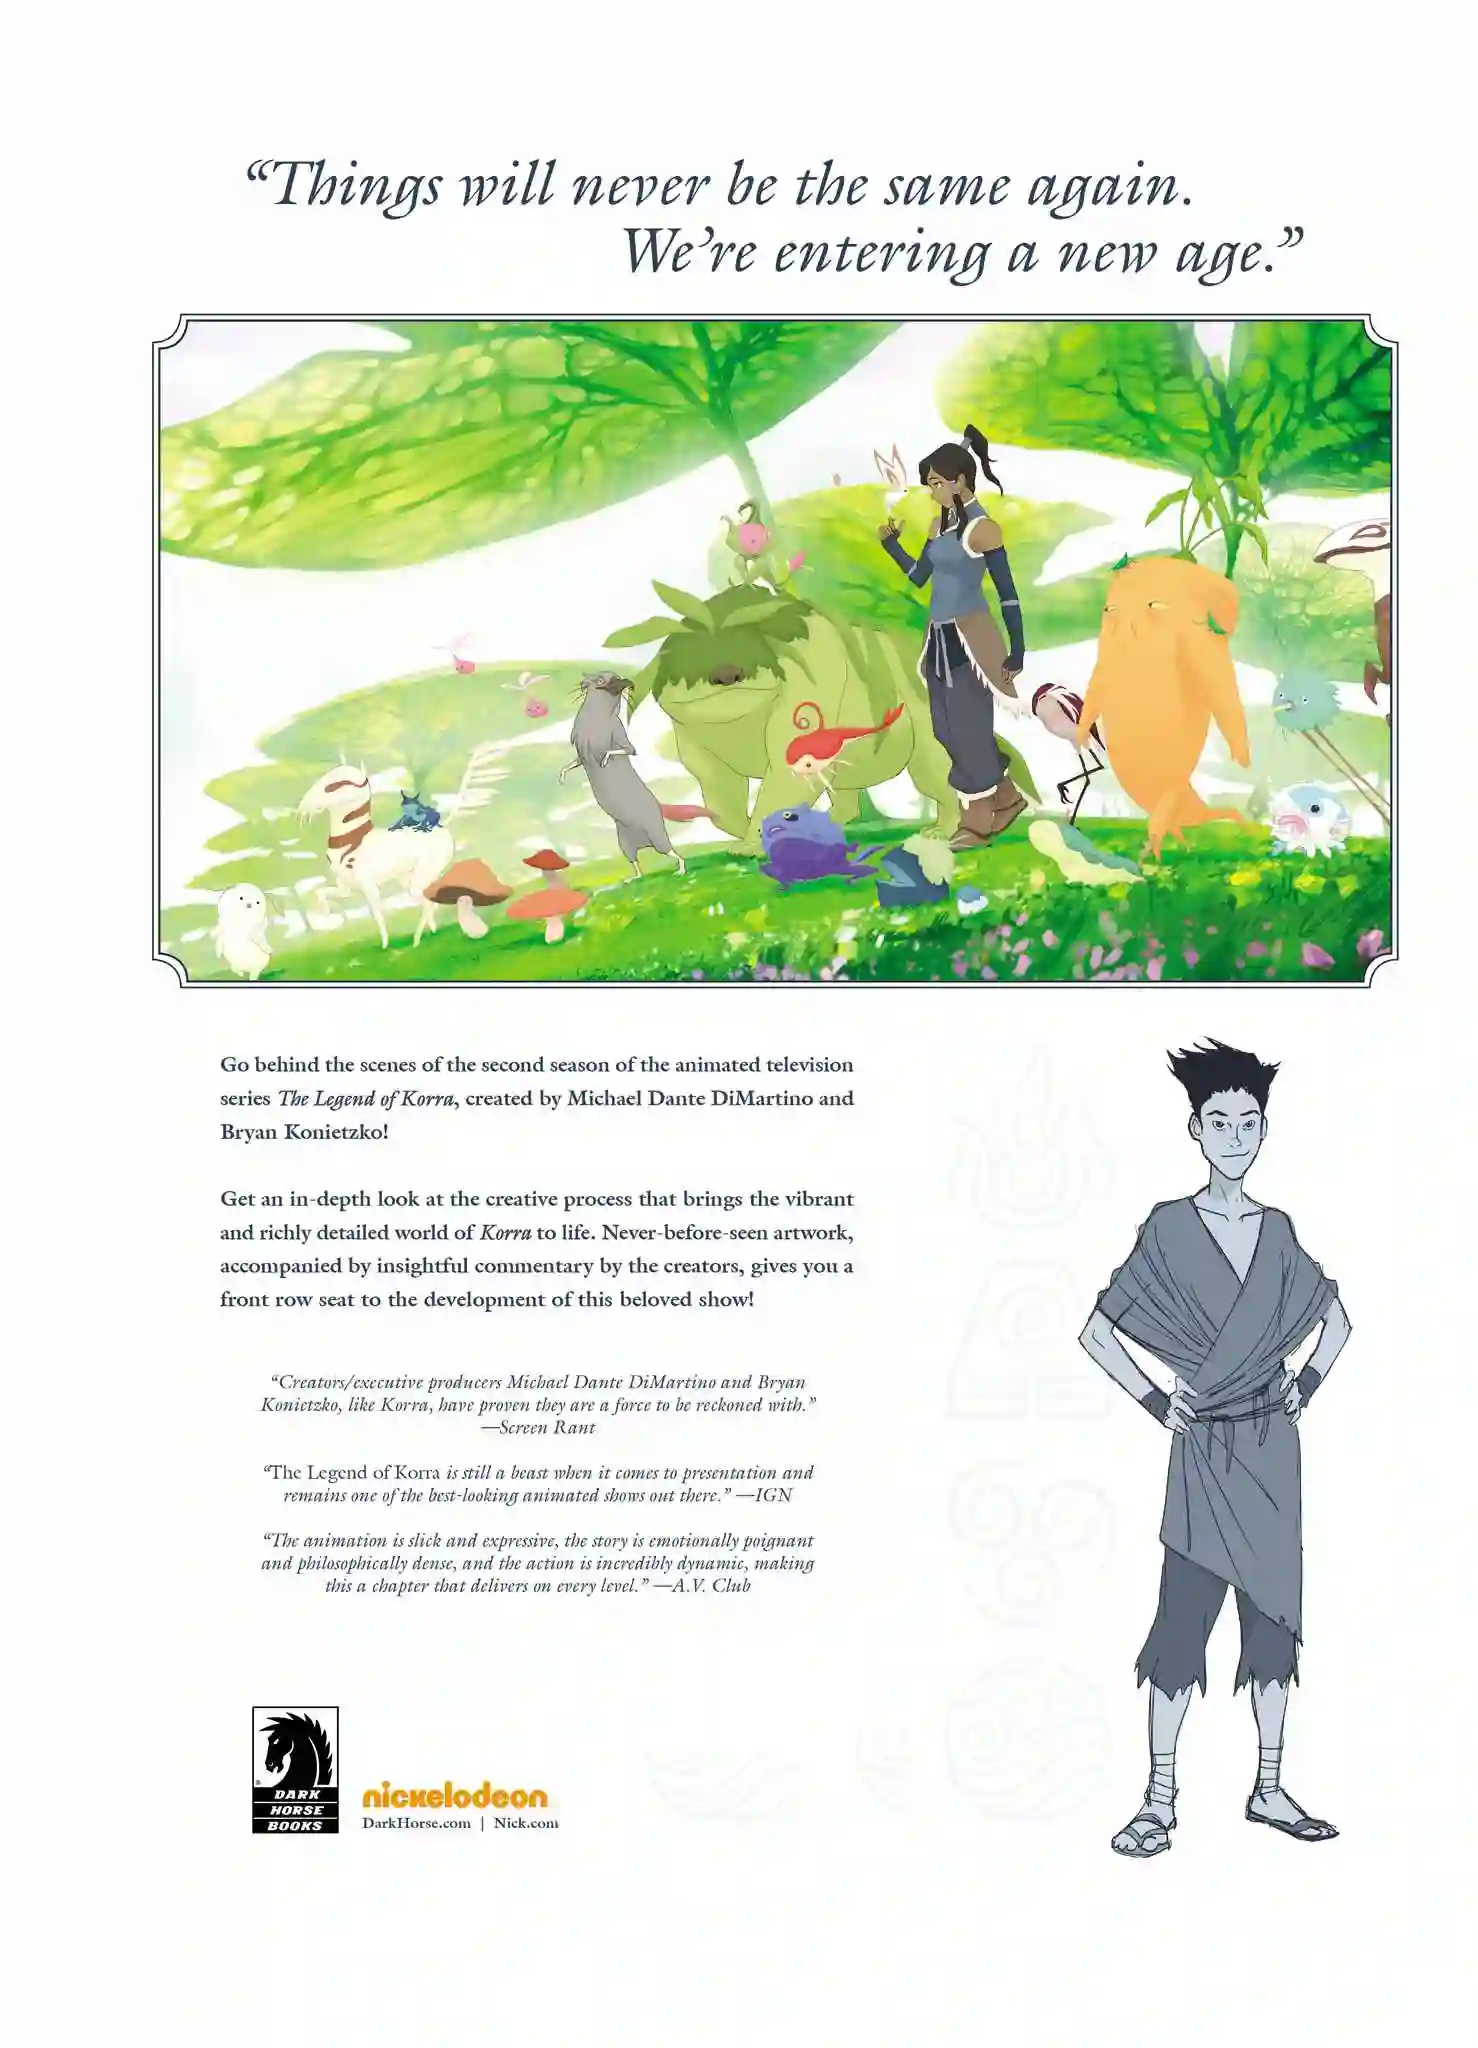 “Things will never be the same again.
We’re entering a new age.”
Go behind the scenes of the second season of the animated television
series The Legend of Korra, created by Michael Dante DiMartino and
Bryan Konietzko!
Get an in-depth look at the creative process that brings the vibrant
and richly detailed world of Korra to life. Never-before-seen artwork,
accompanied by insightful commentary by the creators, gives you a
front row seat to the development of this beloved show!
“Creators/executive producers Michael Dante DiMartino and Bryan
Konietzko, like Korra, have proven they are a force to be reckoned with.”
—Screen Rant
“The Legend of Korra is still a beast when it comes to presentation and
remains one of the best-looking animated shows out there.” —IGN
“The animation is slick and expressive, the story is emotionally poignant
and philosophically dense, and the action is incredibly dynamic, making
this a chapter that delivers on every level.” —A.V. Club
DARK
HORSE
BOOKS
nickelodeon
DarkHorse.com | Nick.com